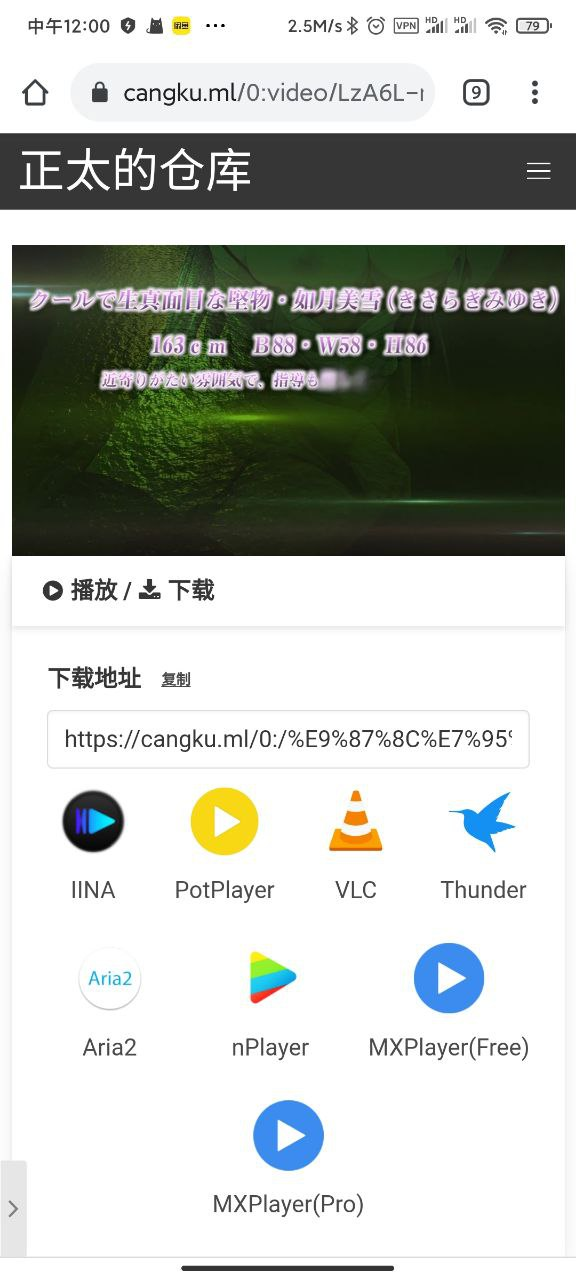 中午12:00 ··· 2.5M/s VPN HD HD 79
cangku.ml/0:video/LzA6L-
9
正太的仓库
クールで生真面目な堅物・如月美雪(きさらぎみゆき)
163cm B88・W58・H86
近寄りがたい雰囲気で、指導も
播放 / 下载
下载地址 复制
https://cangku.ml/0:/%E9%87%8C%E7%95%
IINA PotPlayer VLC Thunder
Aria2
Aria2 nPlayer MXPlayer(Free)
MXPlayer(Pro)